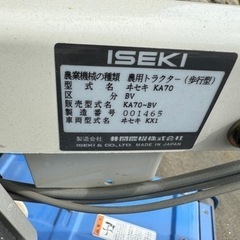 ISEKI
農業機械の種類 農用トラクター(歩行型)
型式名 ヰセキ KA70
区分 BV
販売型式名 KA70-BV
製造番号 001465
車両型式名 ヰセキ KX1
製造 井関農機株式会社
ISEKI & CO., LTD. MADE IN JAPAN